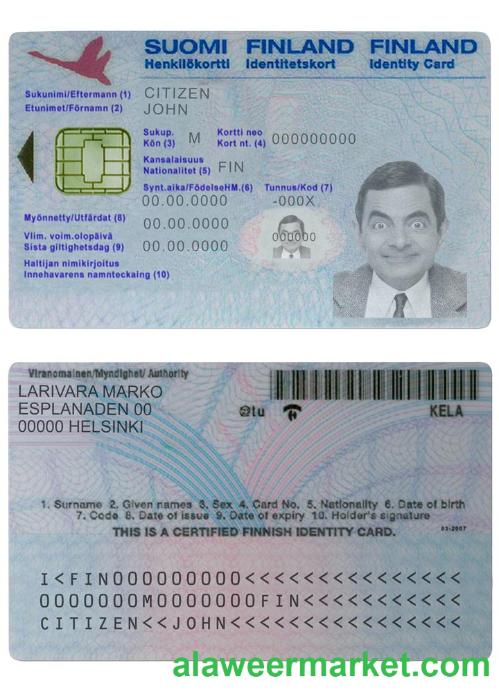 SUOMI FINLAND FINLAND
Henkilökortti Identitetskort Identity Card
Sukunimi/Eftermann (1) CITIZEN
Etunimet/Förnamn (2) JOHN
Sukup. Kortti neo
Kön (3) M Kort nt. (4) 000000000
Kansalaisuus
Nationalitet (5) FIN
Synt.aika/FödelseHM.(6) Tunnus/Kod (7)
00.00.0000 -000X
Myönnetty/Utfärdat (8) 00.00.0000
000000
Vlim. voim.olopäivä
Sista giltighetsdag (9) 00.00.0000
Haltijan nimikirjoitus
Innehavarens namnteckaing (10)
Viranomainen/Myndighet/ Authority
LARIVARA MARKO
ESPLANADEN 00
00000 HELSINKI
@tu KELA
1. Surname 2. Given names 3. Sex 4. Card No. 5. Nationality 6. Date of birth
7. Code 8. Date of issue 9. Date of expiry 10. Holder's signature
THIS IS A CERTIFIED FINNISH IDENTITY CARD. 03-2007
I<FIN0000000000<<<<<<<<<<<<<<<
0000000M0000000FIN<<<<<<<<<<<<
CITIZEN<<JOHN<<<<<<<<<<<<<<<<<
alaweermarket.com